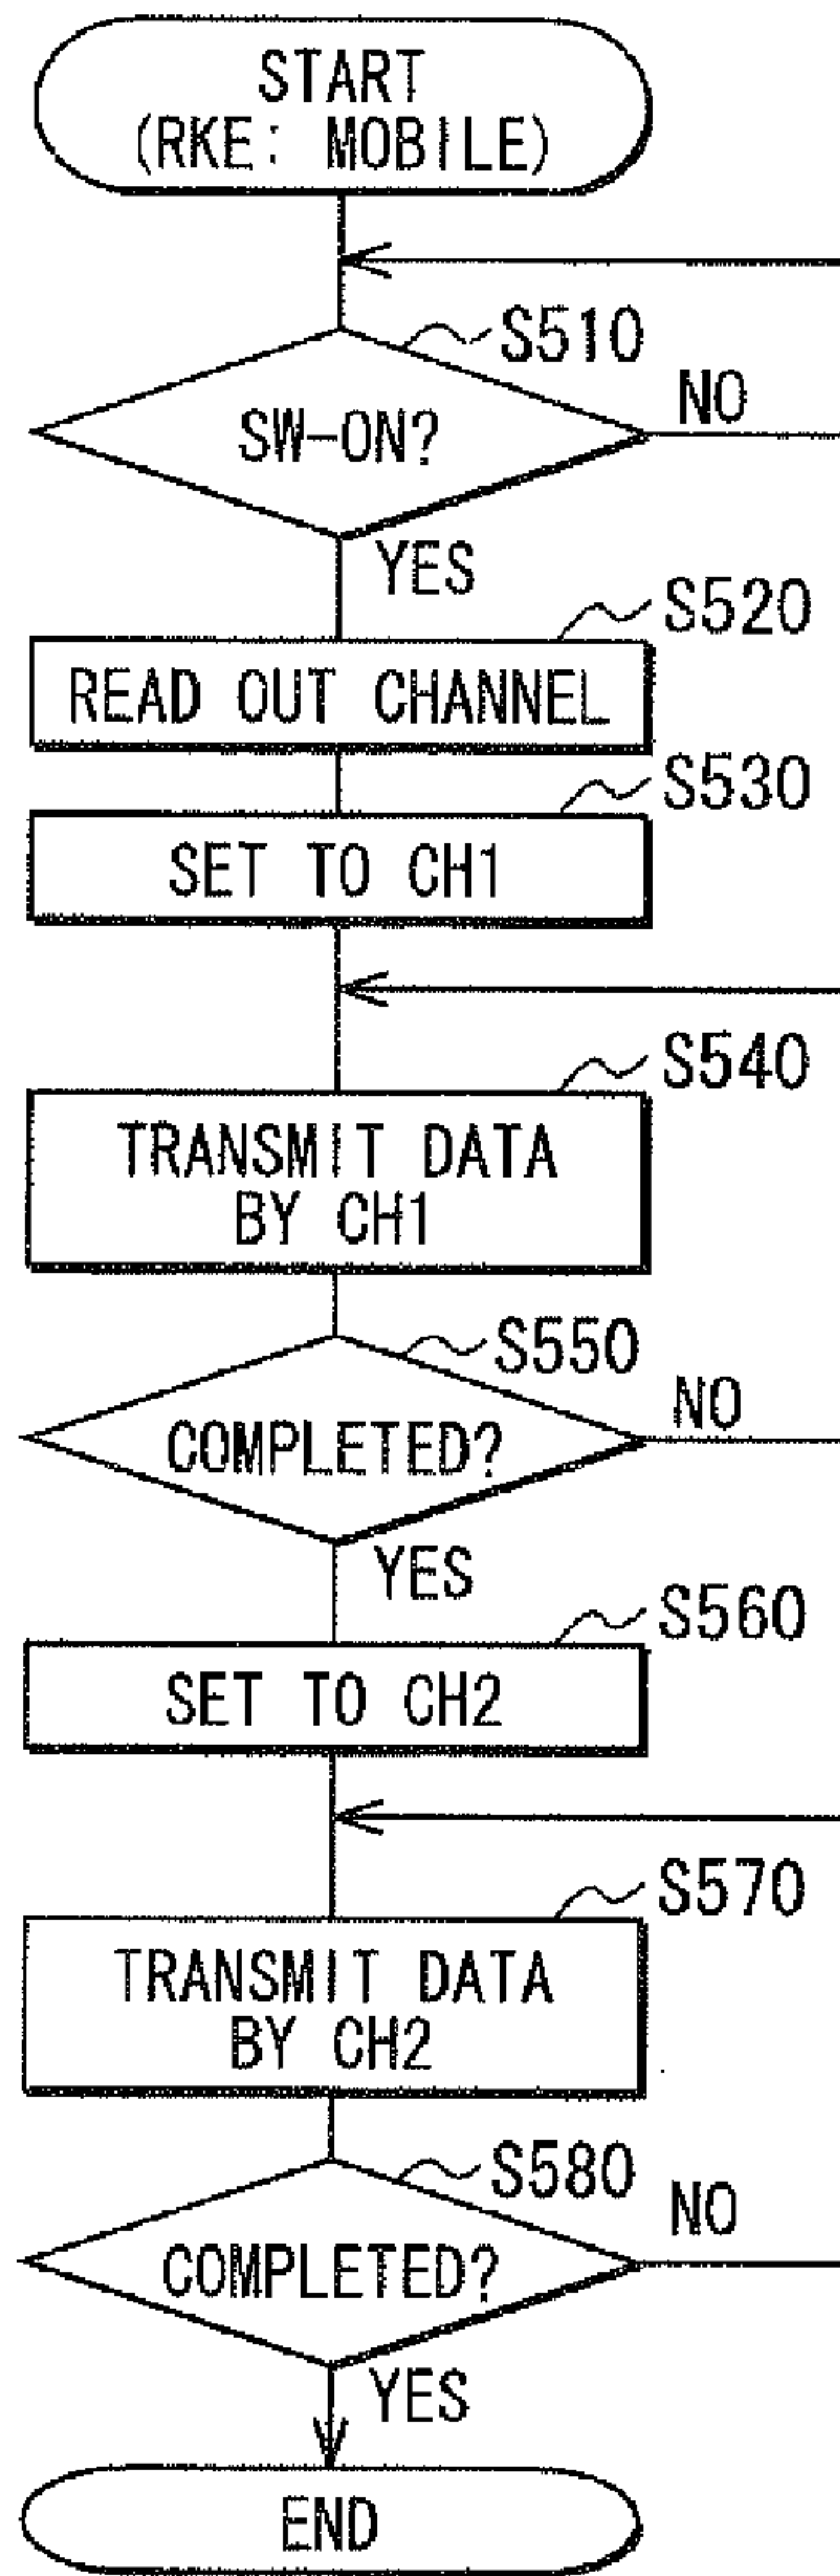 START
(RKE: MOBILE)
S510
SW-ON?
NO
YES
S520
READ OUT CHANNEL
S530
SET TO CH1
S540
TRANSMIT DATA
BY CH1
S550
COMPLETED?
NO
YES
S560
SET TO CH2
S570
TRANSMIT DATA
BY CH2
S580
COMPLETED?
NO
YES
END